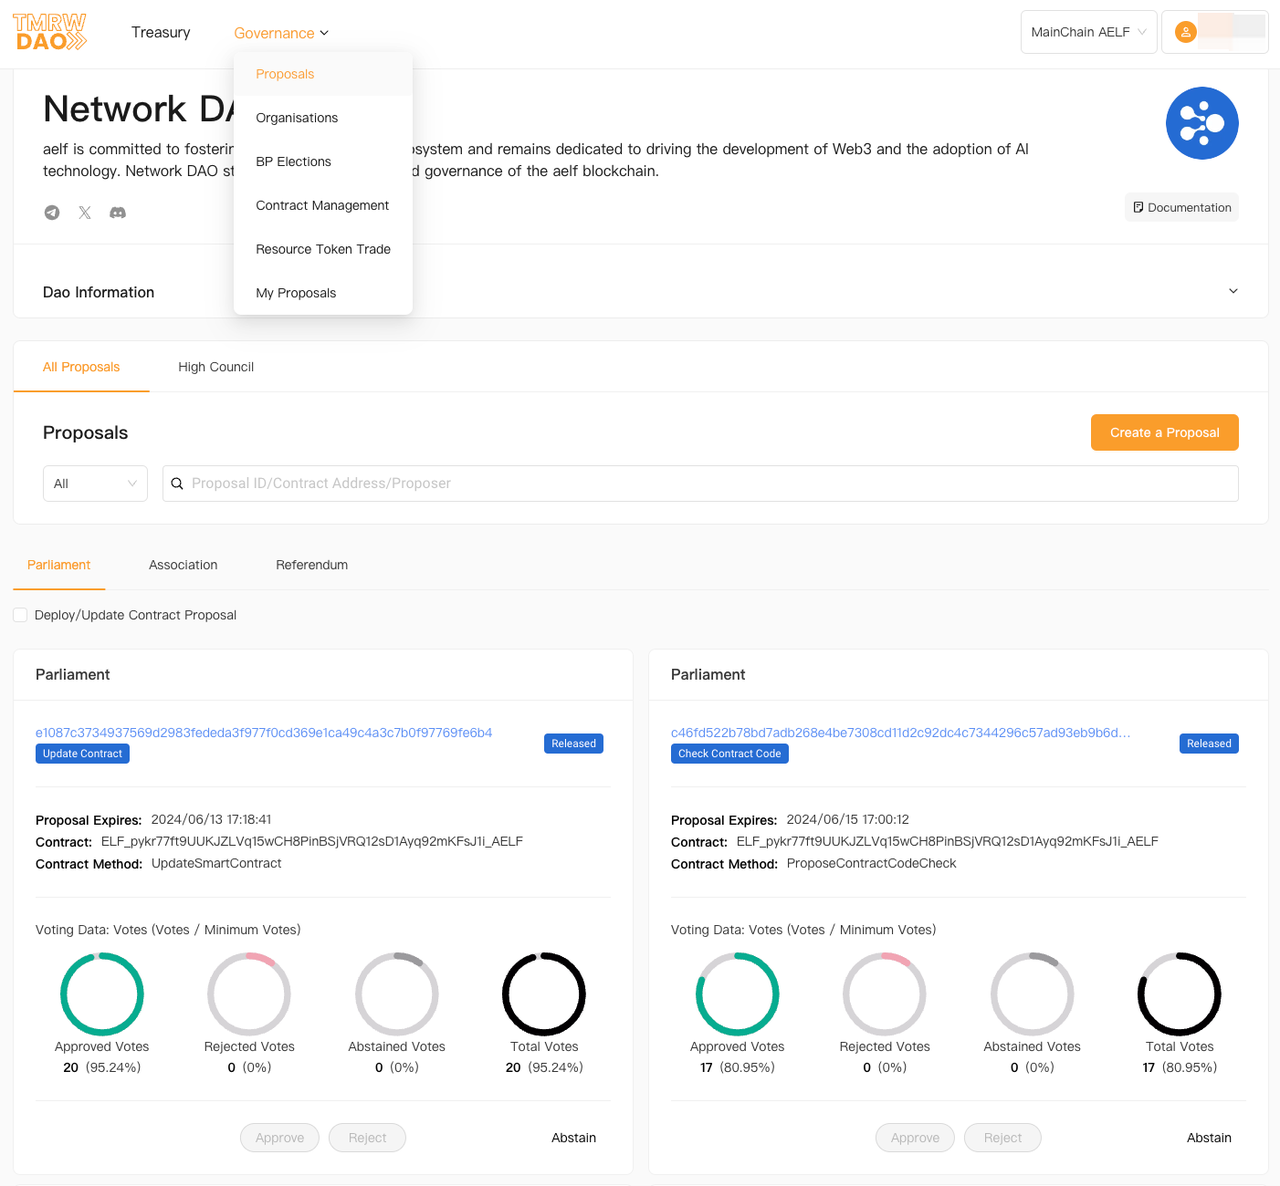 TMRW
DAO
Treasury
Governance
MainChain AELF
Proposals
Organisations
BP Elections
Contract Management
Resource Token Trade
My Proposals
Network DA
aelf is committed to fosterin
osystem and remains dedicated to driving the development of Web3 and the adoption of AI
technology. Network DAO st
d governance of the aelf blockchain.
Documentation
Dao Information
All Proposals
High Council
Proposals
Create a Proposal
All
Proposal ID/Contract Address/Proposer
Parliament
Association
Referendum
Deploy/Update Contract Proposal
Parliament
e1087c3734937569d2983fededa3f977f0cd369e1ca49c4a3c7b0f97769fe6b4
Update Contract
Released
Proposal Expires: 2024/06/13 17:18:41
Contract: ELF_pykr77ft9UUKJZLVq15wCH8PinBSjVRQ12sD1Ayq92mKFsJ1i_AELF
Contract Method: UpdateSmartContract
Voting Data: Votes (Votes / Minimum Votes)
Approved Votes
20 (95.24%)
Rejected Votes
0 (0%)
Abstained Votes
0 (0%)
Total Votes
20 (95.24%)
Approve
Reject
Abstain
Parliament
c46fd522b78bd7adb268e4be7308cd11d2c92dc4c7344296c57ad93eb9b6d...
Check Contract Code
Released
Proposal Expires: 2024/06/15 17:00:12
Contract: ELF_pykr77ft9UUKJZLVq15wCH8PinBSjVRQ12sD1Ayq92mKFsJ1i_AELF
Contract Method: ProposeContractCodeCheck
Voting Data: Votes (Votes / Minimum Votes)
Approved Votes
17 (80.95%)
Rejected Votes
0 (0%)
Abstained Votes
0 (0%)
Total Votes
17 (80.95%)
Approve
Reject
Abstain